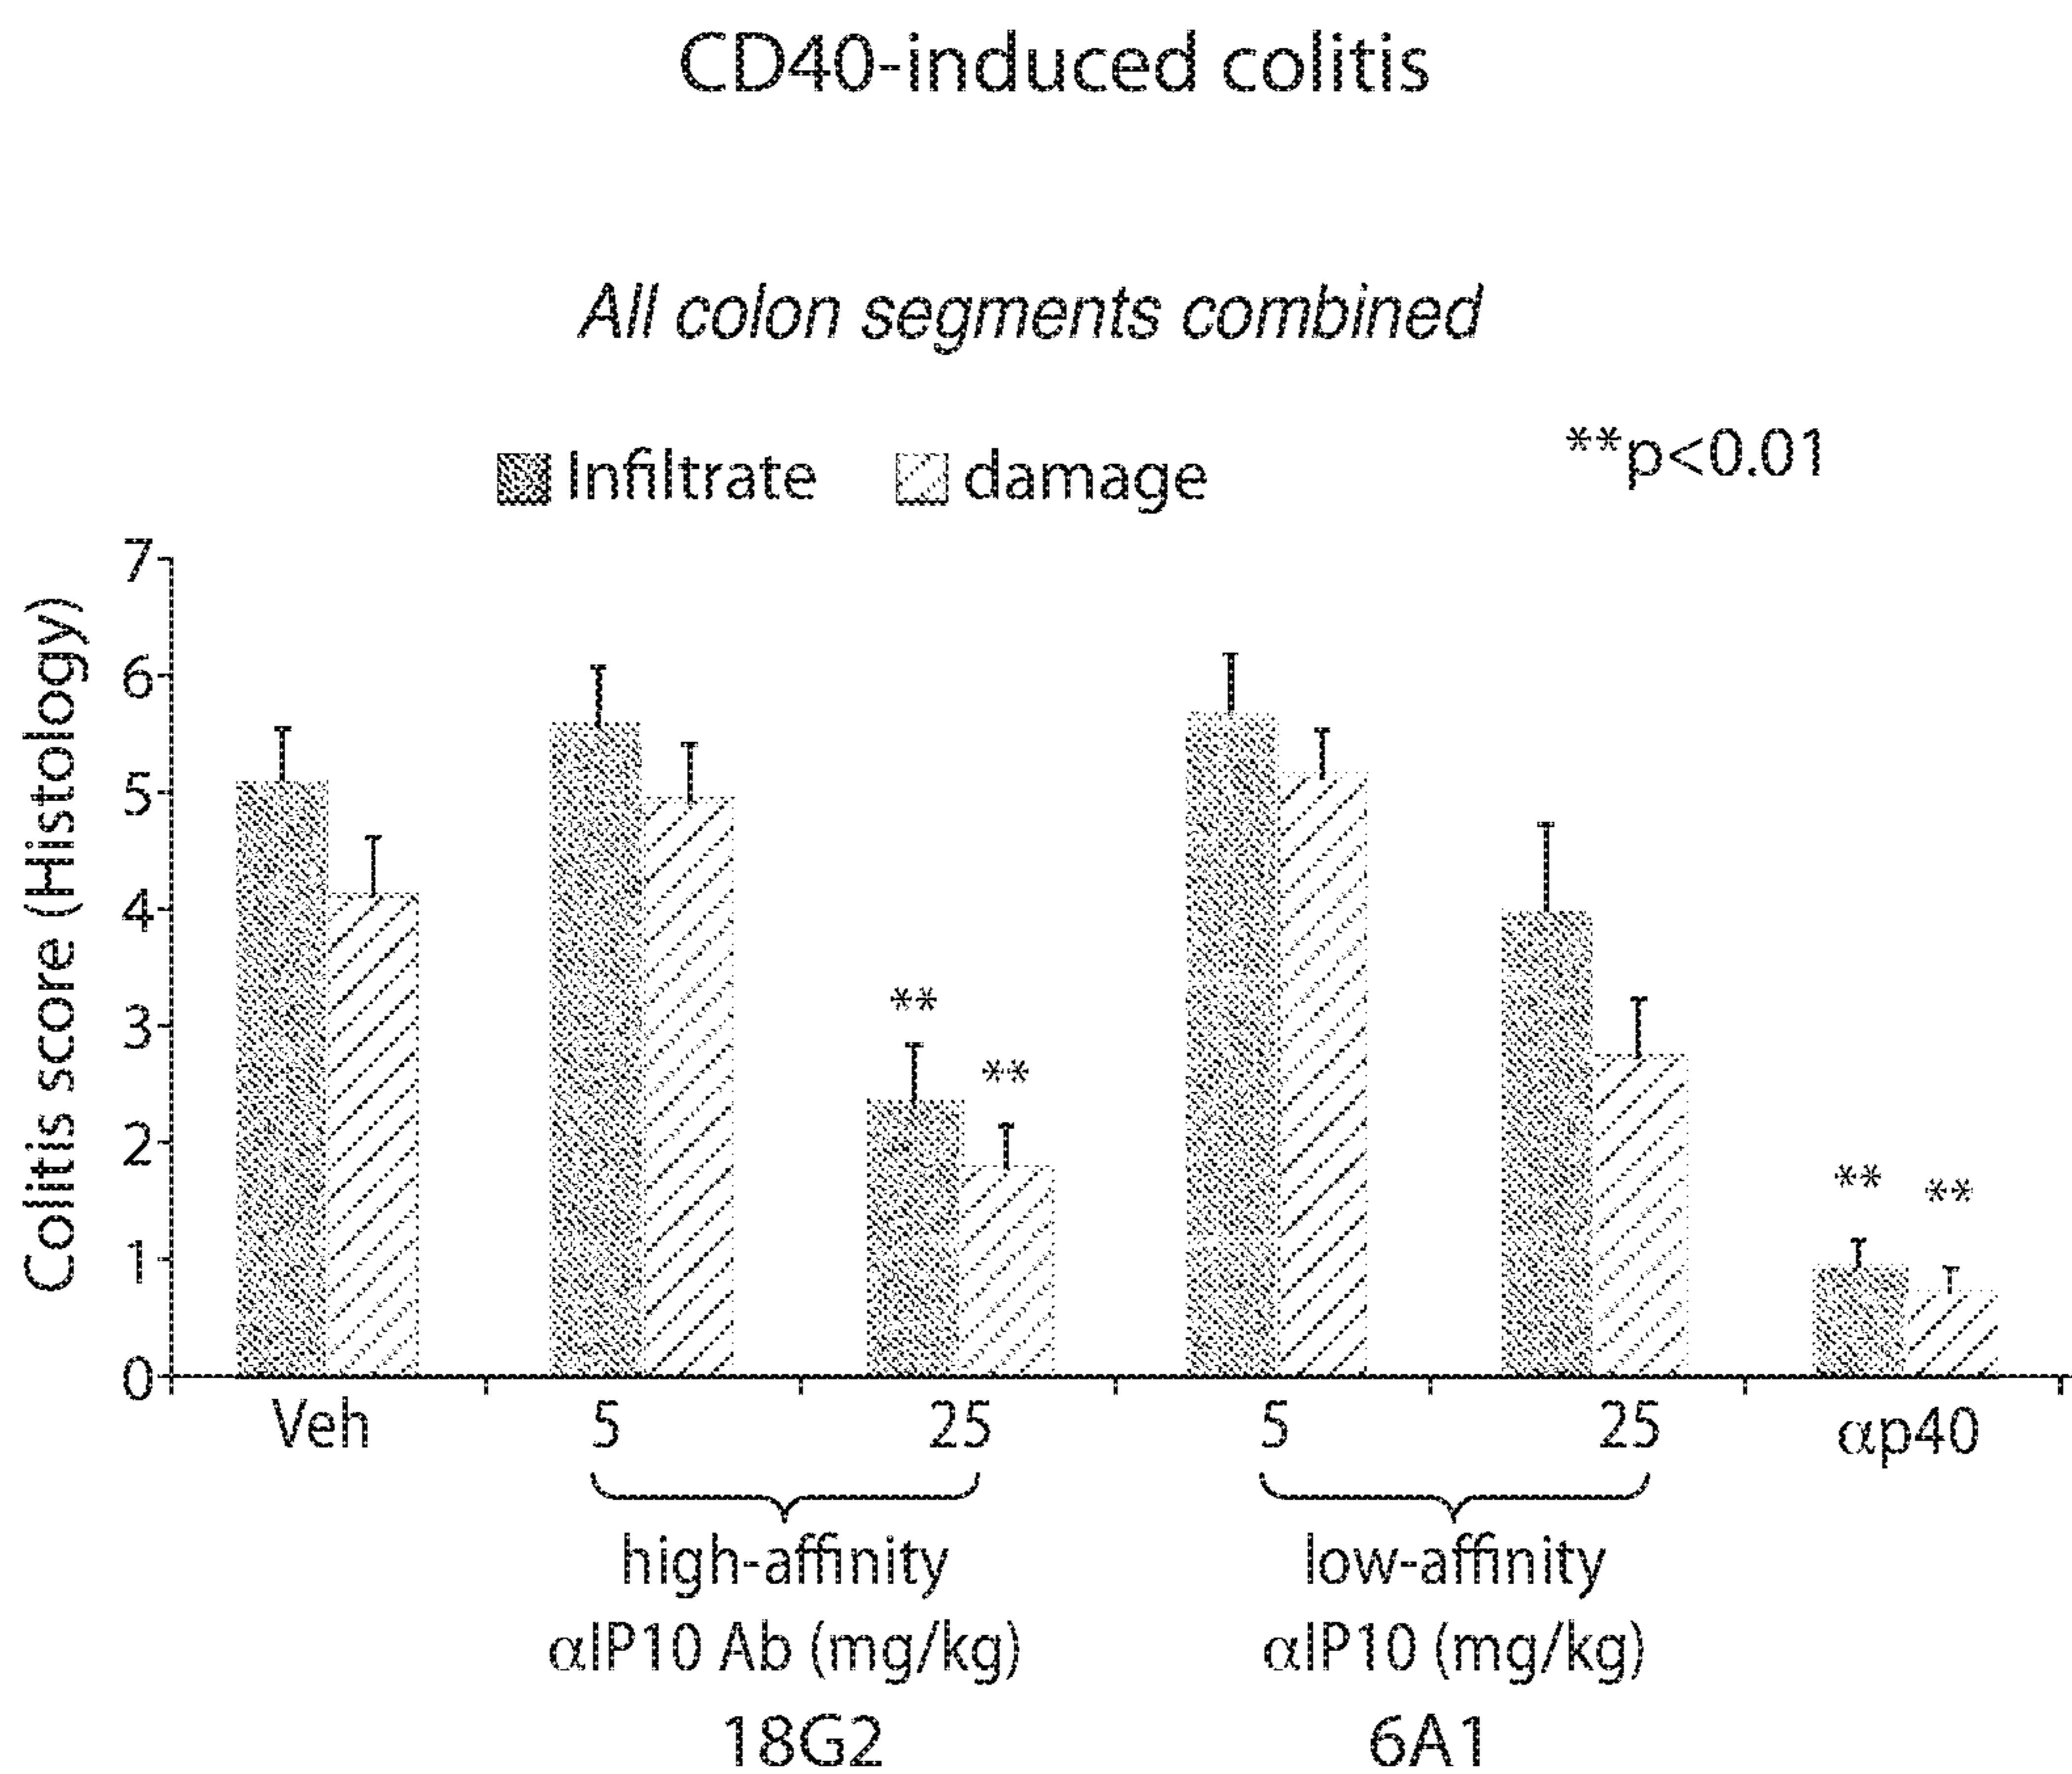 CD40-induced colitis
All colon segments combined
Infiltrate damage
**p<0.01
Colitis score (Histology)
7
6
5
4
3
2
1
0
** ** ** **
Veh 5 25 5 25 αp40
high-affinity low-affinity
αIP10 Ab (mg/kg) αIP10 (mg/kg)
18G2 6A1